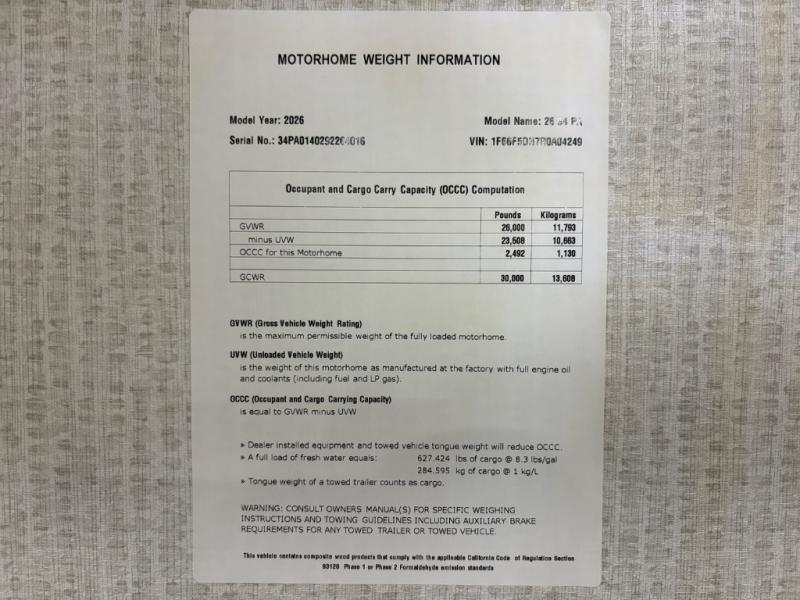 MOTORHOME WEIGHT INFORMATION
Model Year: 2026 Model Name: 26
Serial No.: VIN:
Occupant and Cargo Carry Capacity (OCCC) Computation
Pounds Kilograms
GVWR 26,000 11,793
minus UVW 23,508 10,663
OCCC for this Motorhome 2,492 1,130
GCWR 30,000 13,608
GVWR (Gross Vehicle Weight Rating)
is the maximum permissible weight of the fully loaded motorhome.
UVW (Unloaded Vehicle Weight)
is the weight of this motorhome as manufactured at the factory with full engine oil
and coolants (including fuel and LP gas).
OCCC (Occupant and Cargo Carrying Capacity)
is equal to GVWR minus UVW
» Dealer installed equipment and towed vehicle tongue weight will reduce OCCC.
» A full load of fresh water equals: 627.424 lbs of cargo @ 8.3 lbs/gal
284.595 kg of cargo @ 1 kg/L
» Tongue weight of a towed trailer counts as cargo.
WARNING: CONSULT OWNERS MANUAL(S) FOR SPECIFIC WEIGHING
INSTRUCTIONS AND TOWING GUIDELINES INCLUDING AUXILIARY BRAKE
REQUIREMENTS FOR ANY TOWED TRAILER OR TOWED VEHICLE.
This vehicle contains composite wood products that comply with the applicable California Code of Regulation Section
93120 Phase 1 or Phase 2 Formaldehyde emission standards